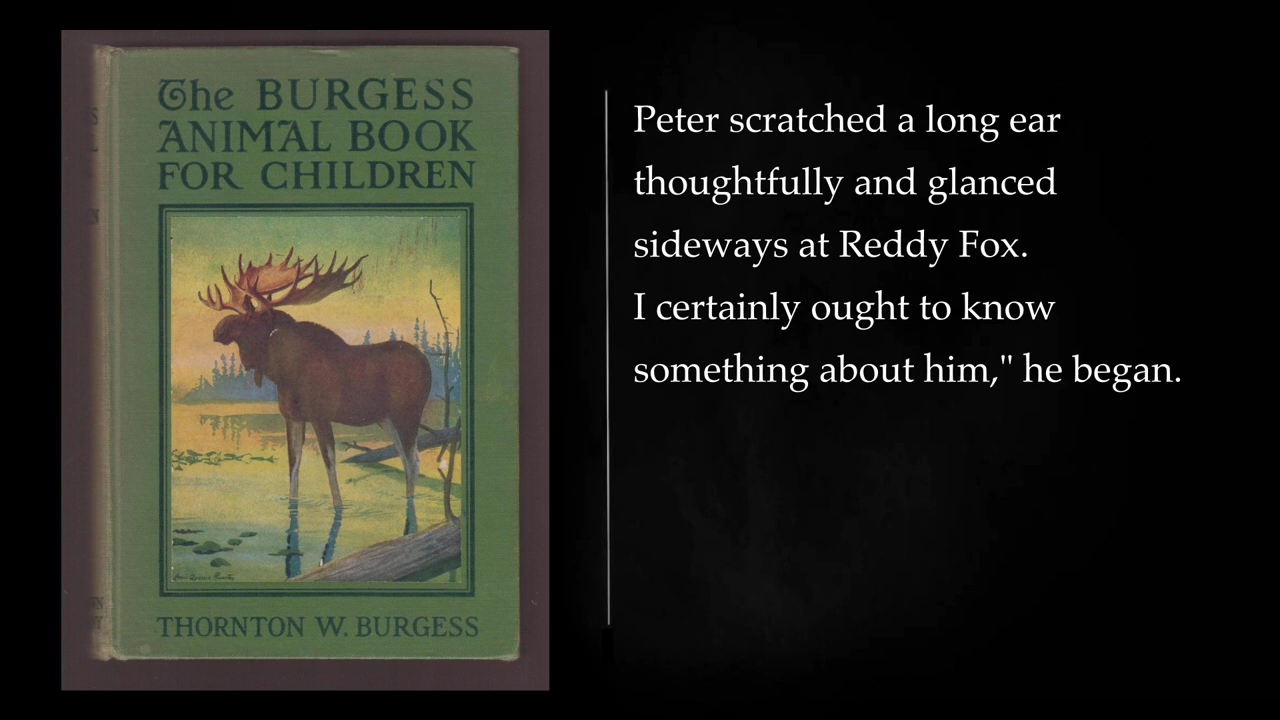 The BURGESS
ANIMAL BOOK
FOR CHILDREN
THORNTON W. BURGESS
Peter scratched a long ear
thoughtfully and glanced
sideways at Reddy Fox.
I certainly ought to know
something about him," he began.